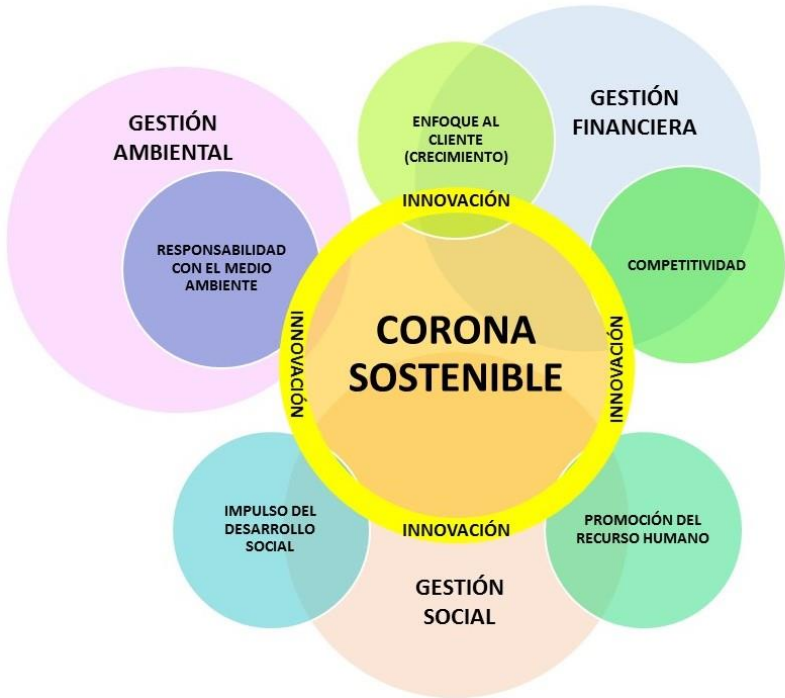 GESTIÓN
AMBIENTAL
RESPONSABILIDAD
CON EL MEDIO
AMBIENTE
ENFOQUE AL
CLIENTE
(CRECIMIENTO)
GESTIÓN
FINANCIERA
COMPETITIVIDAD
INNOVACIÓN
INNOVACIÓN
CORONA
SOSTENIBLE
INNOVACIÓN
INNOVACIÓN
IMPULSO DEL
DESARROLLO
SOCIAL
GESTIÓN
SOCIAL
PROMOCIÓN DEL
RECURSO HUMANO